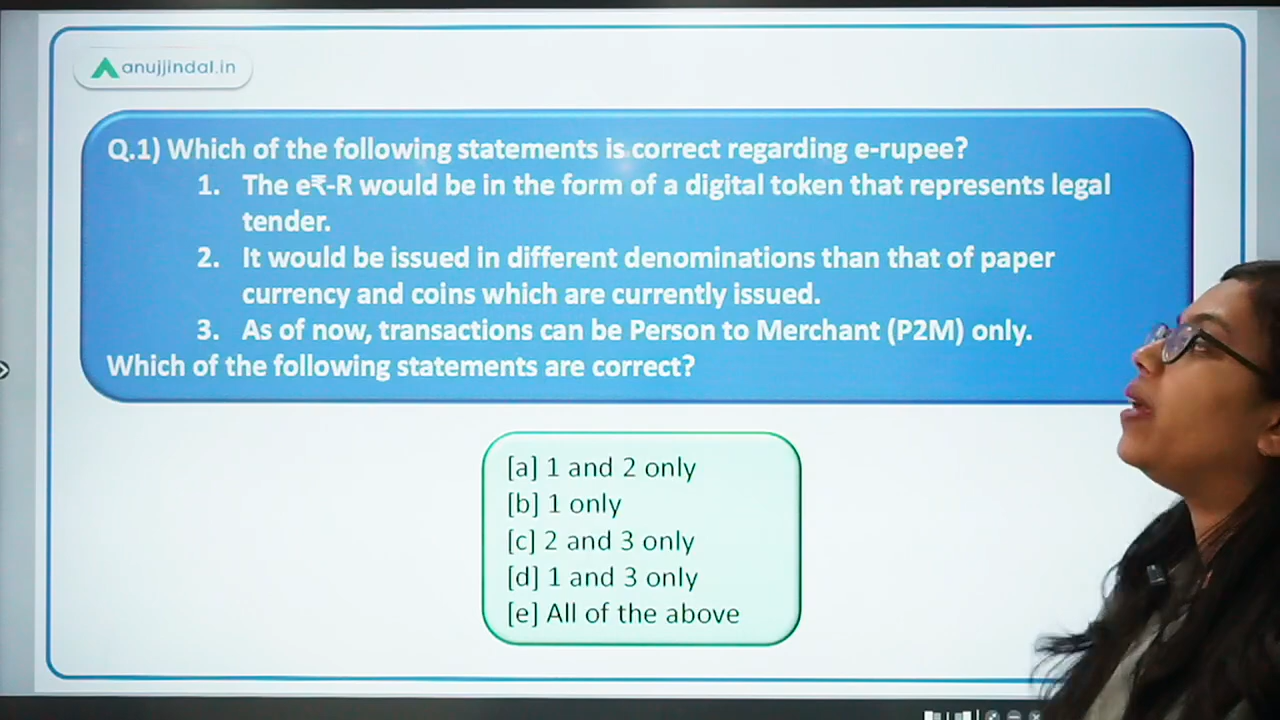 anujjindal.in
Q.1) Which of the following statements is correct regarding e-rupee?
1. The e₹-R would be in the form of a digital token that represents legal
tender.
2. It would be issued in different denominations than that of paper
currency and coins which are currently issued.
3. As of now, transactions can be Person to Merchant (P2M) only.
Which of the following statements are correct?
[a] 1 and 2 only
[b] 1 only
[c] 2 and 3 only
[d] 1 and 3 only
[e] All of the above